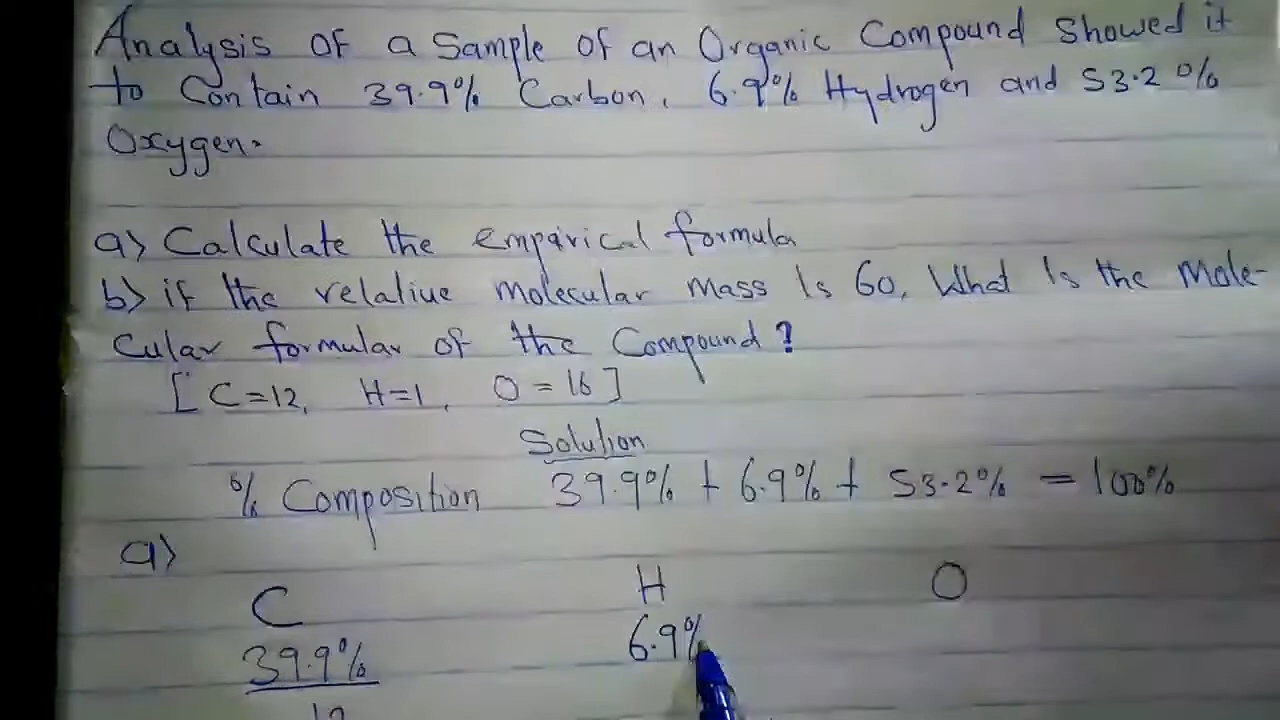 Analysis of a Sample of an Organic Compound Showed it
to Contain 39.9% Carbon, 6.9% Hydrogen and 53.2%
Oxygen.
a) Calculate the empirical formula
b) if the relative molecular mass is 60, What is the Mole-
cular formular of the Compound?
[C=12, H=1, O=16]
Solution
% Composition 39.9% + 6.9% + 53.2% = 100%
a)
C H O
39.9% 6.9%
12